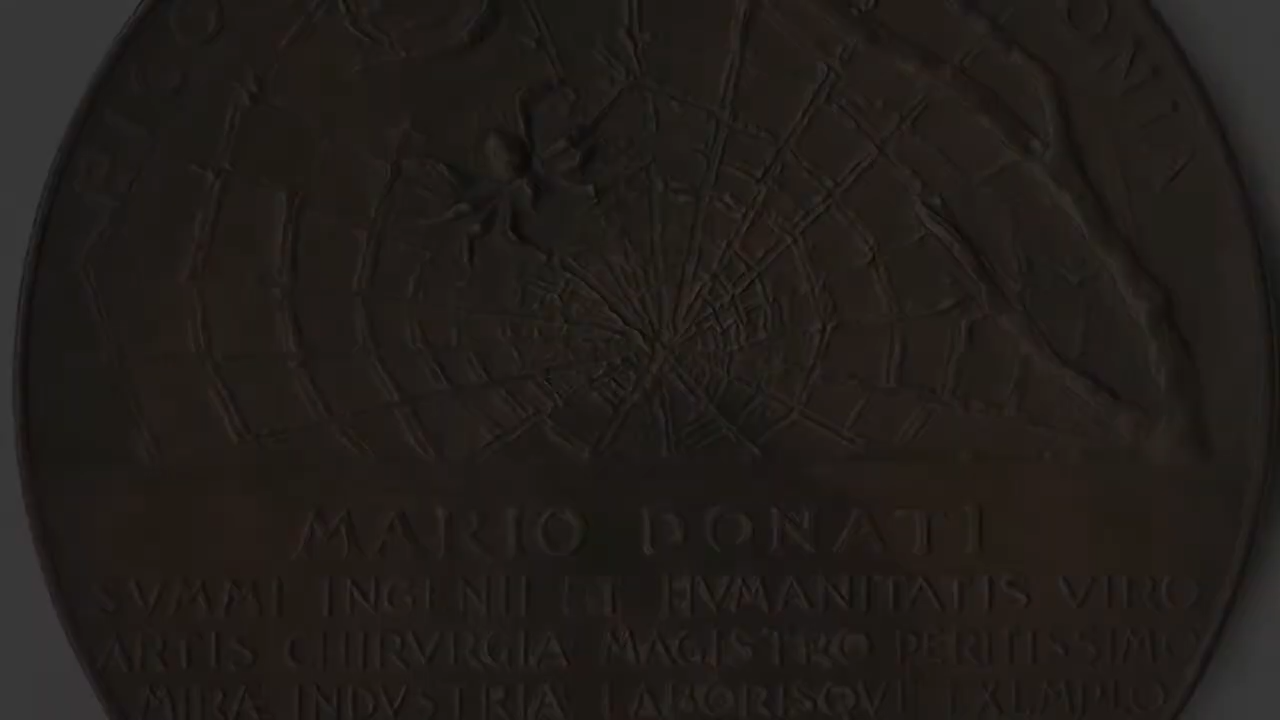 MARIO DONATI
SVMMI INGENII ET HVMANITATIS VIRO
ARTIS CHIRVRGIA MAGISTRO PERITISSIMO
MIRA INDVSTRIA LABORISQVE EXEMPLO